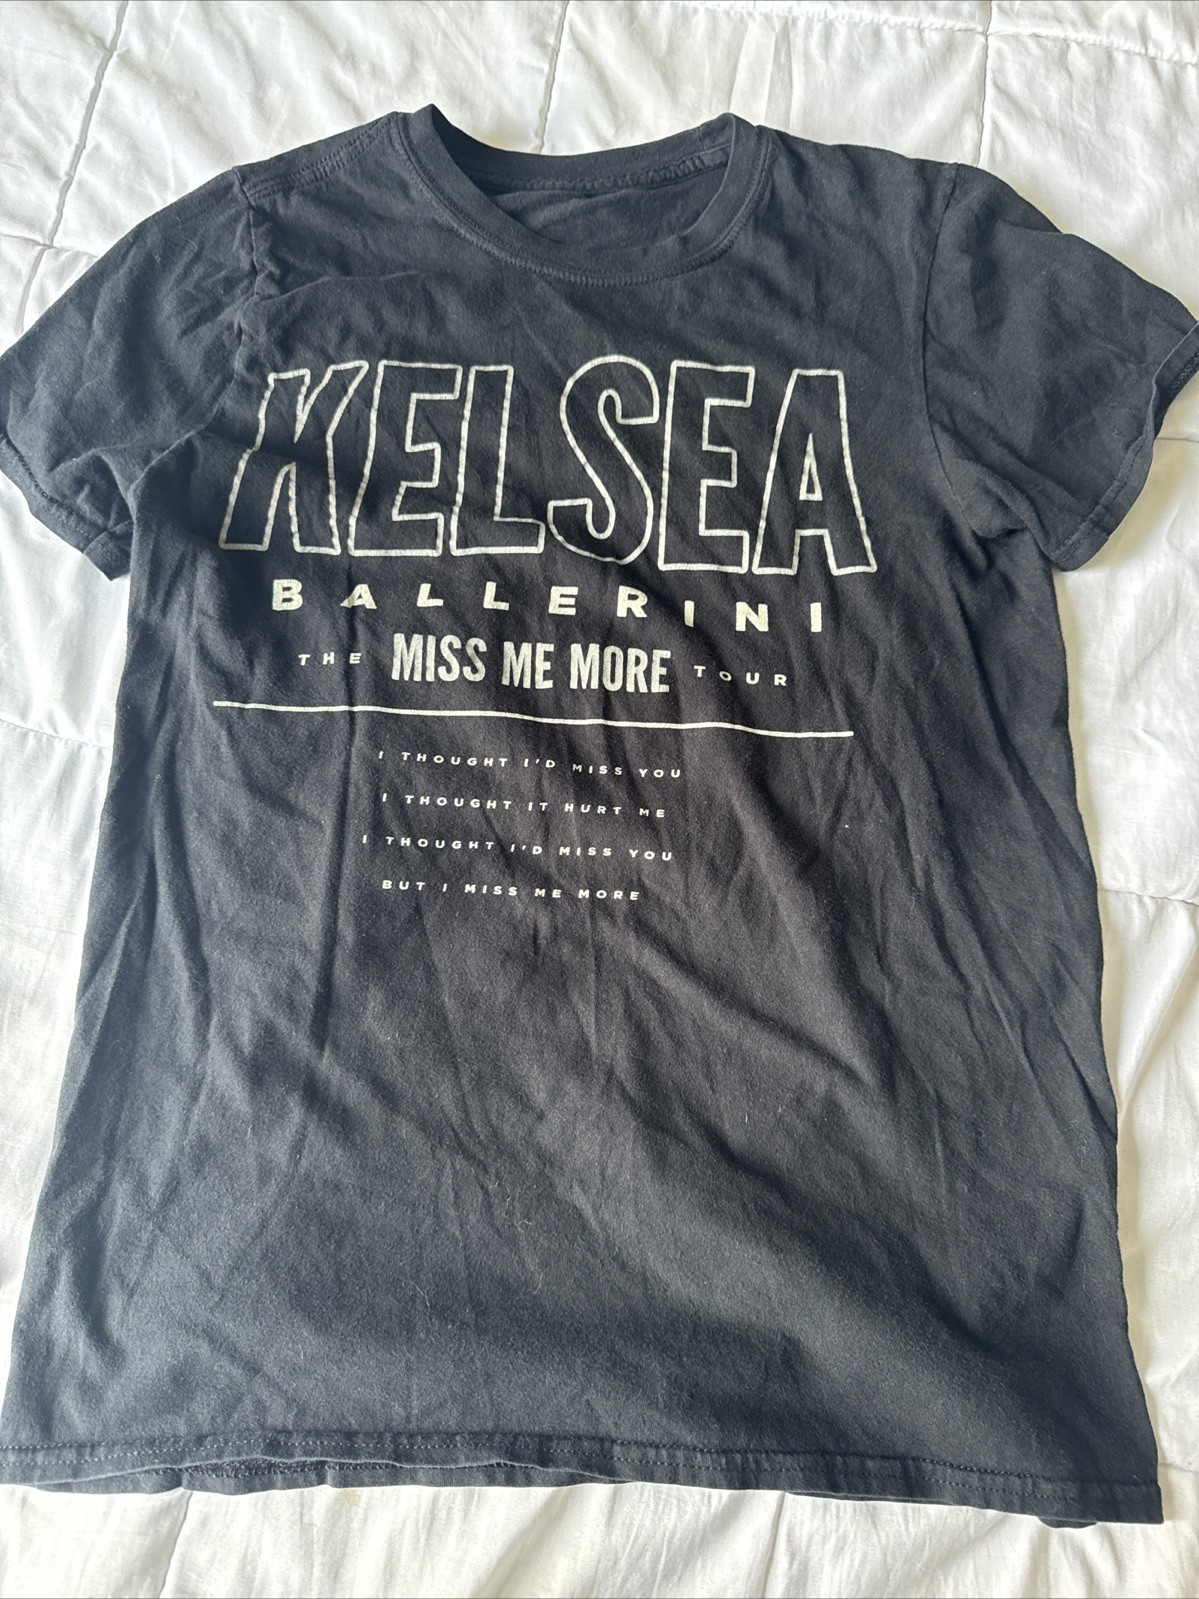 KELSEA
BALLERINI
THE MISS ME MORE TOUR
I THOUGHT I'D MISS YOU
I THOUGHT IT HURT ME
I THOUGHT I'D MISS YOU
BUT I MISS ME MORE